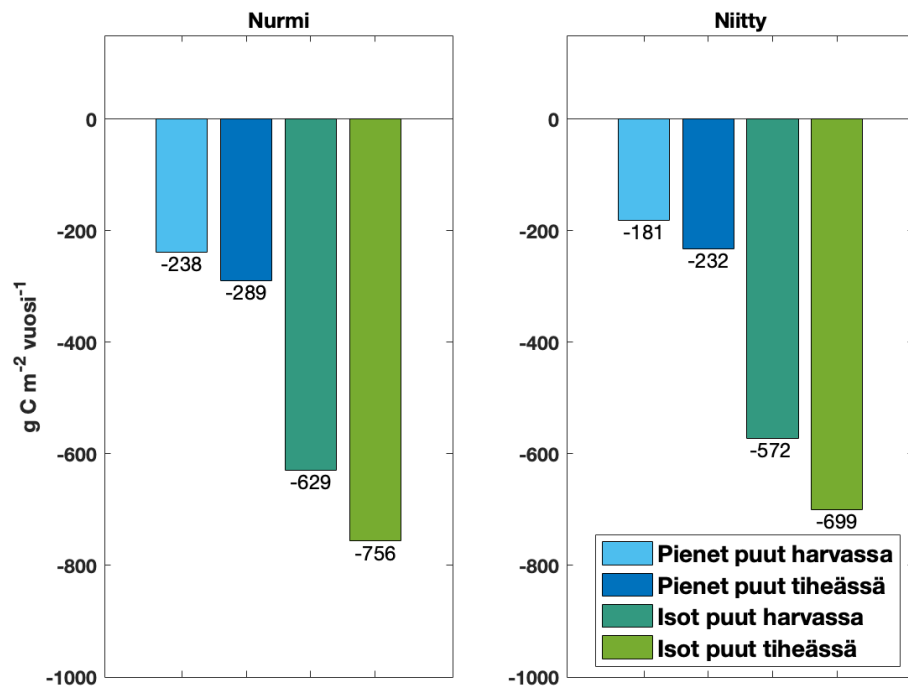 Nurmi
0
-200
-400
-600
-800
-1000
g C m⁻² vuosi⁻¹
-238
-289
-629
-756
Niitty
0
-200
-400
-600
-800
-1000
-181
-232
-572
-699
Pienet puut harvassa
Pienet puut tiheässä
Isot puut harvassa
Isot puut tiheässä